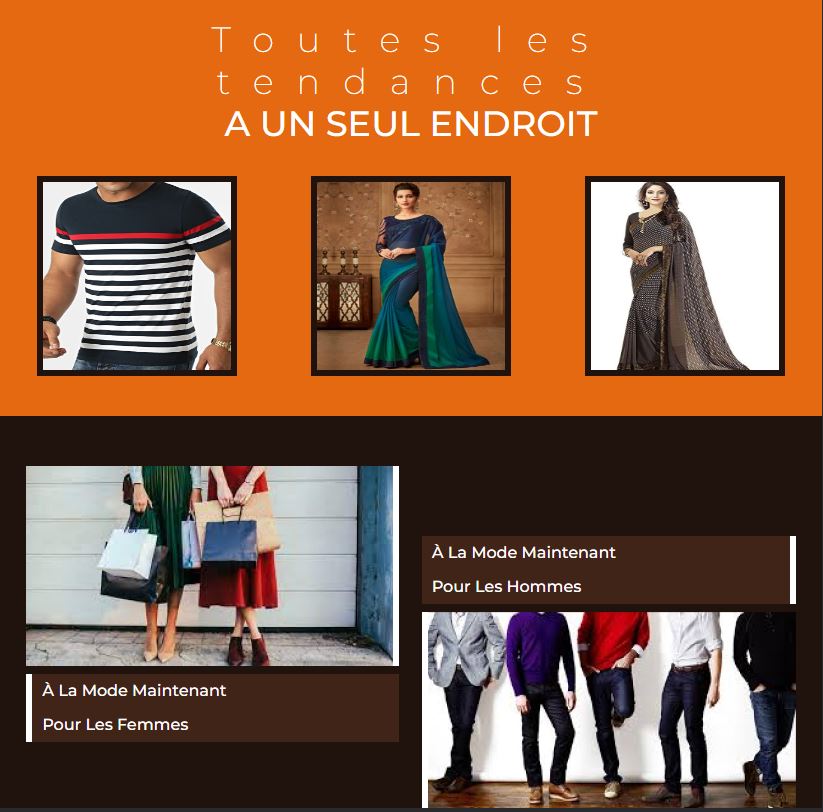 Toutes les
tendances
A UN SEUL ENDROIT
À La Mode Maintenant
Pour Les Hommes
À La Mode Maintenant
Pour Les Femmes